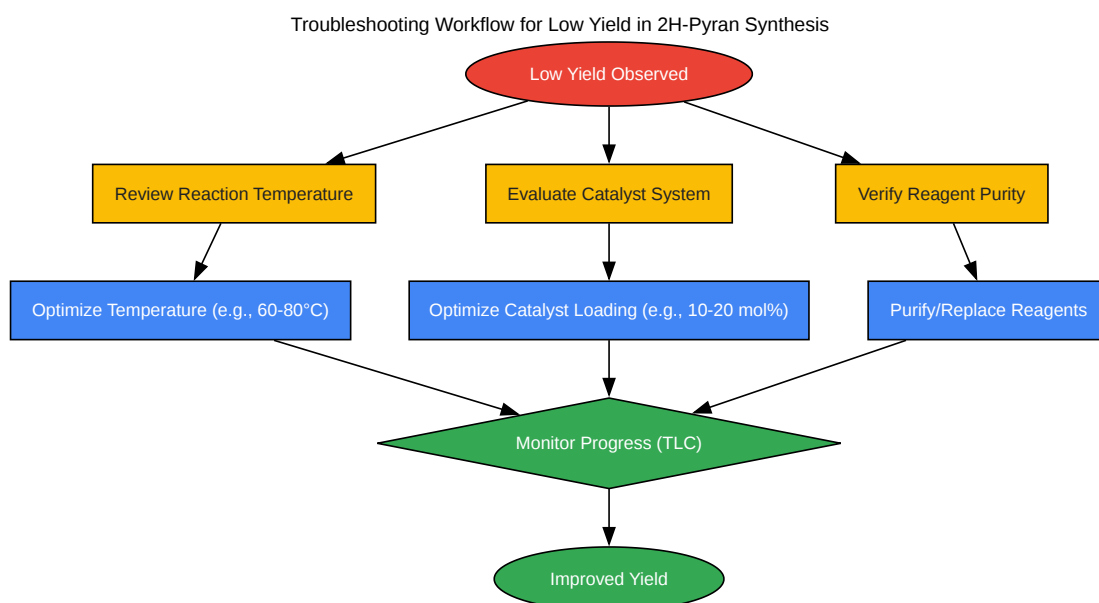 Troubleshooting Workflow for Low Yield in 2H-Pyran Synthesis
Low Yield Observed
Review Reaction Temperature
Evaluate Catalyst System
Verify Reagent Purity
Optimize Temperature (e.g., 60-80°C)
Optimize Catalyst Loading (e.g., 10-20 mol%)
Purify/Replace Reagents
Monitor Progress (TLC)
Improved Yield